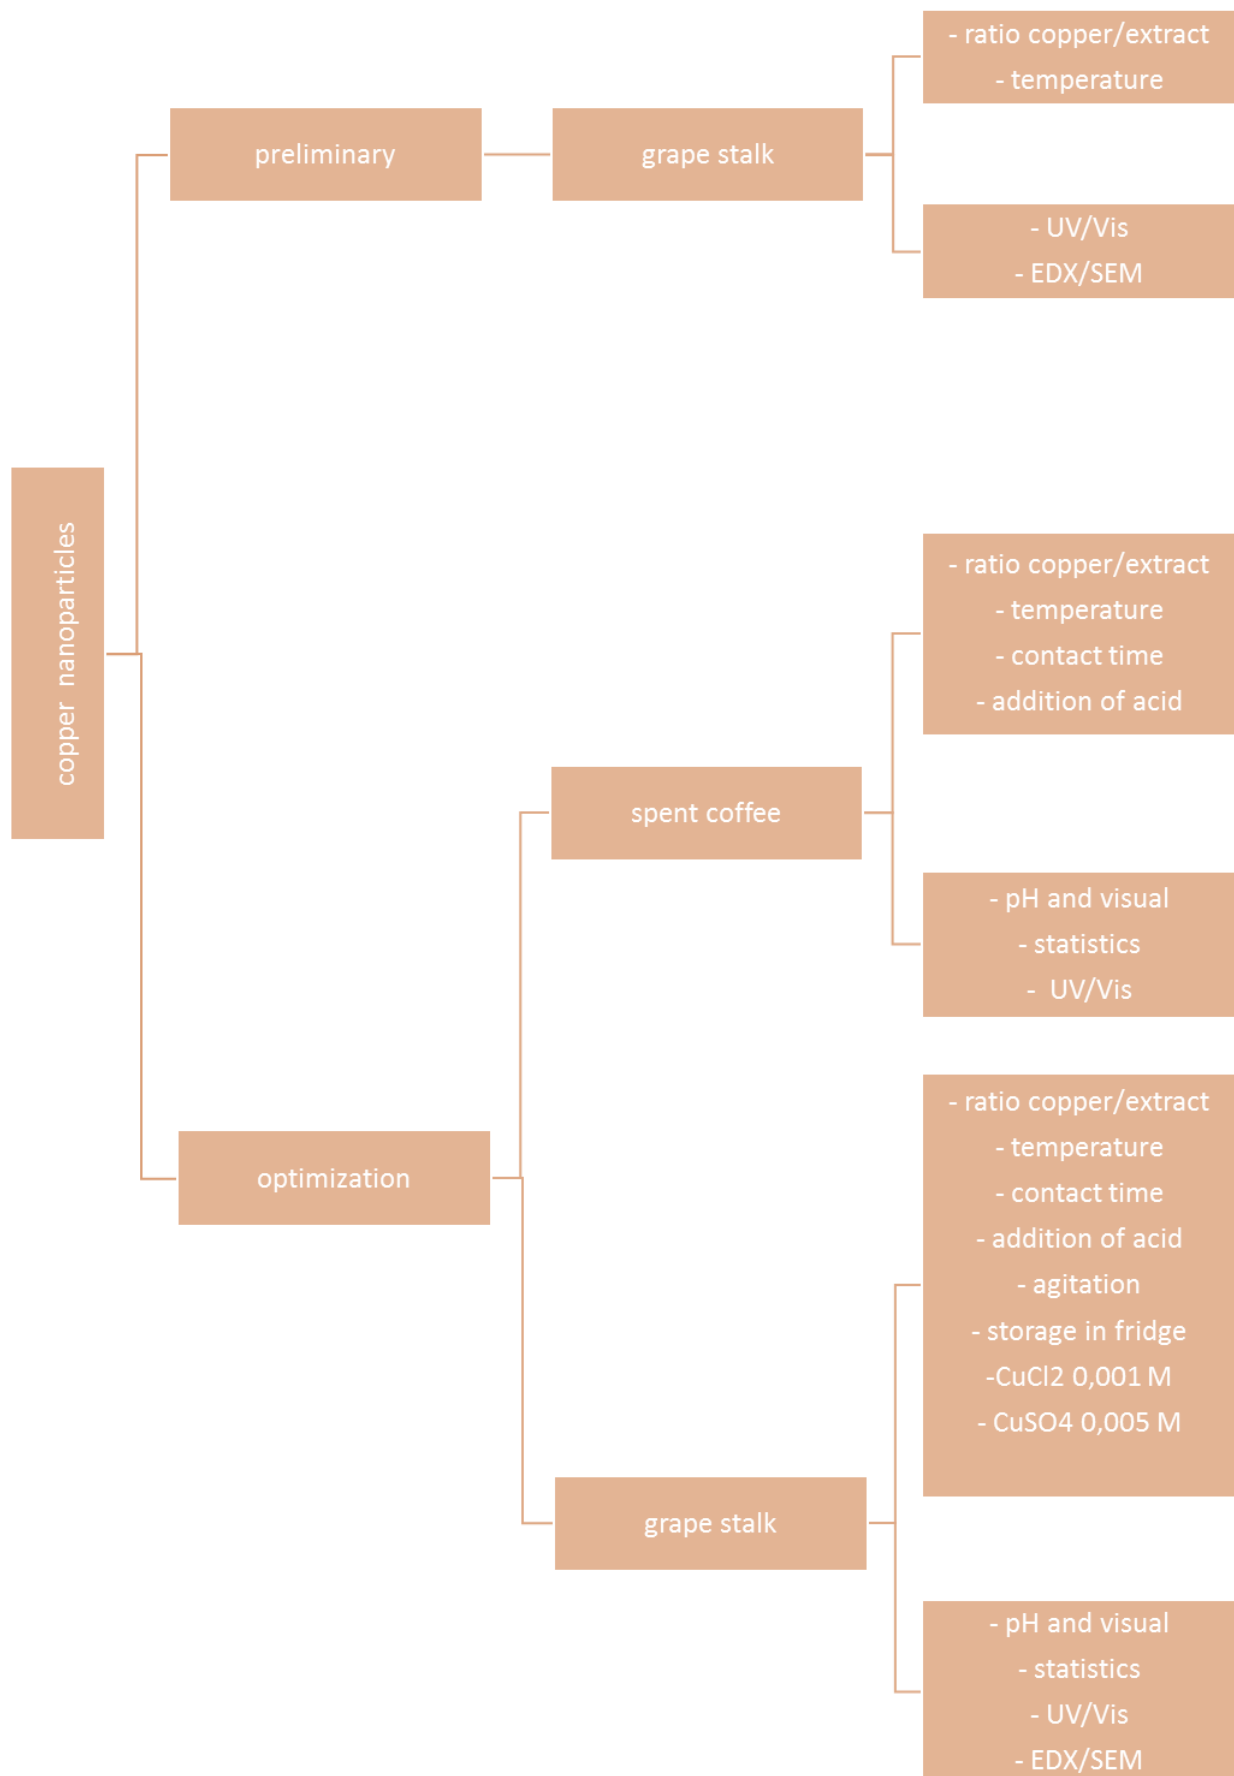 copper  nanoparticles
preliminary
grape stalk
- ratio copper/extract
- temperature
- UV/Vis
- EDX/SEM
optimization
spent coffee
- ratio copper/extract
- temperature
- contact time
- addition of acid
- pH and visual
- statistics
-  UV/Vis
grape stalk
- ratio copper/extract
- temperature
- contact time
- addition of acid
- agitation
- storage in fridge
-CuCl2 0,001 M
- CuSO4 0,005 M
- pH and visual
- statistics
- UV/Vis
- EDX/SEM